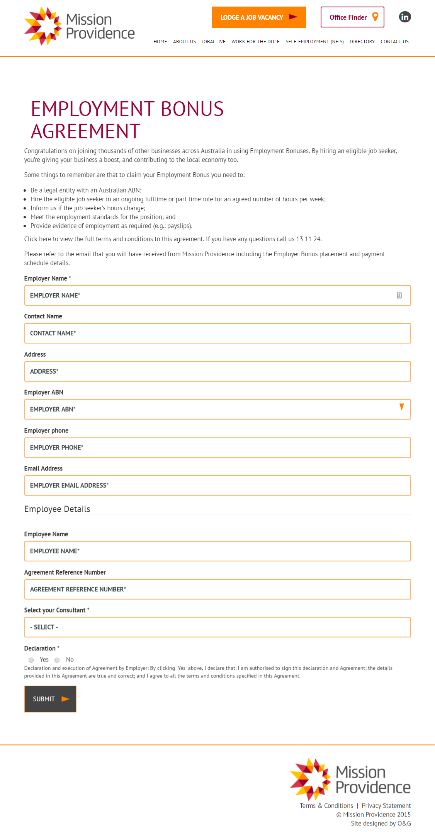 Mission
Providence
LODGE A JOB VACANCY
Office Finder
HOME ABOUT US JOBACTIVE WORK FOR THE DOLE SELF EMPLOYMENT (NEIS) DIRECTORY CONTACT US
EMPLOYMENT BONUS
AGREEMENT
Congratulations on joining thousands of other businesses across Australia in using Employment Bonuses. By hiring an eligible job seeker,
you're giving your business a boost, and contributing to the local economy too.
Some things to remember are that to claim your Employment Bonus you need to:
Be a legal entity with an Australian ABN;
Hire the eligible job seeker in an ongoing fulltime or part time role for an agreed number of hours per week;
Inform us if the job seeker's hours change;
Meet the employment standards for the position; and
Provide evidence of employment as required (e.g.: payslips).
Click here to view the full terms and conditions to this agreement. If you have any questions call us 13 11 24.
Please refer to the email that you will have received from Mission Providence including the Employer Bonus placement and payment
schedule details.
Employer Name *
EMPLOYER NAME*
Contact Name
CONTACT NAME*
Address
ADDRESS*
Employer ABN
EMPLOYER ABN*
Employer phone
EMPLOYER PHONE*
Email Address
EMPLOYER EMAIL ADDRESS*
Employee Details
Employee Name
EMPLOYEE NAME*
Agreement Reference Number
AGREEMENT REFERENCE NUMBER*
Select your Consultant *
- SELECT -
Declaration *
Yes No
Declaration and execution of Agreement by Employer: By clicking 'Yes' above, I declare that: I am authorised to sign this declaration and Agreement; the details
provided in this Agreement are true and correct; and I agree to all the terms and conditions specified in this Agreement.
SUBMIT
Mission
Providence
Terms & Conditions | Privacy Statement
© Mission Providence 2015
Site designed by O&G